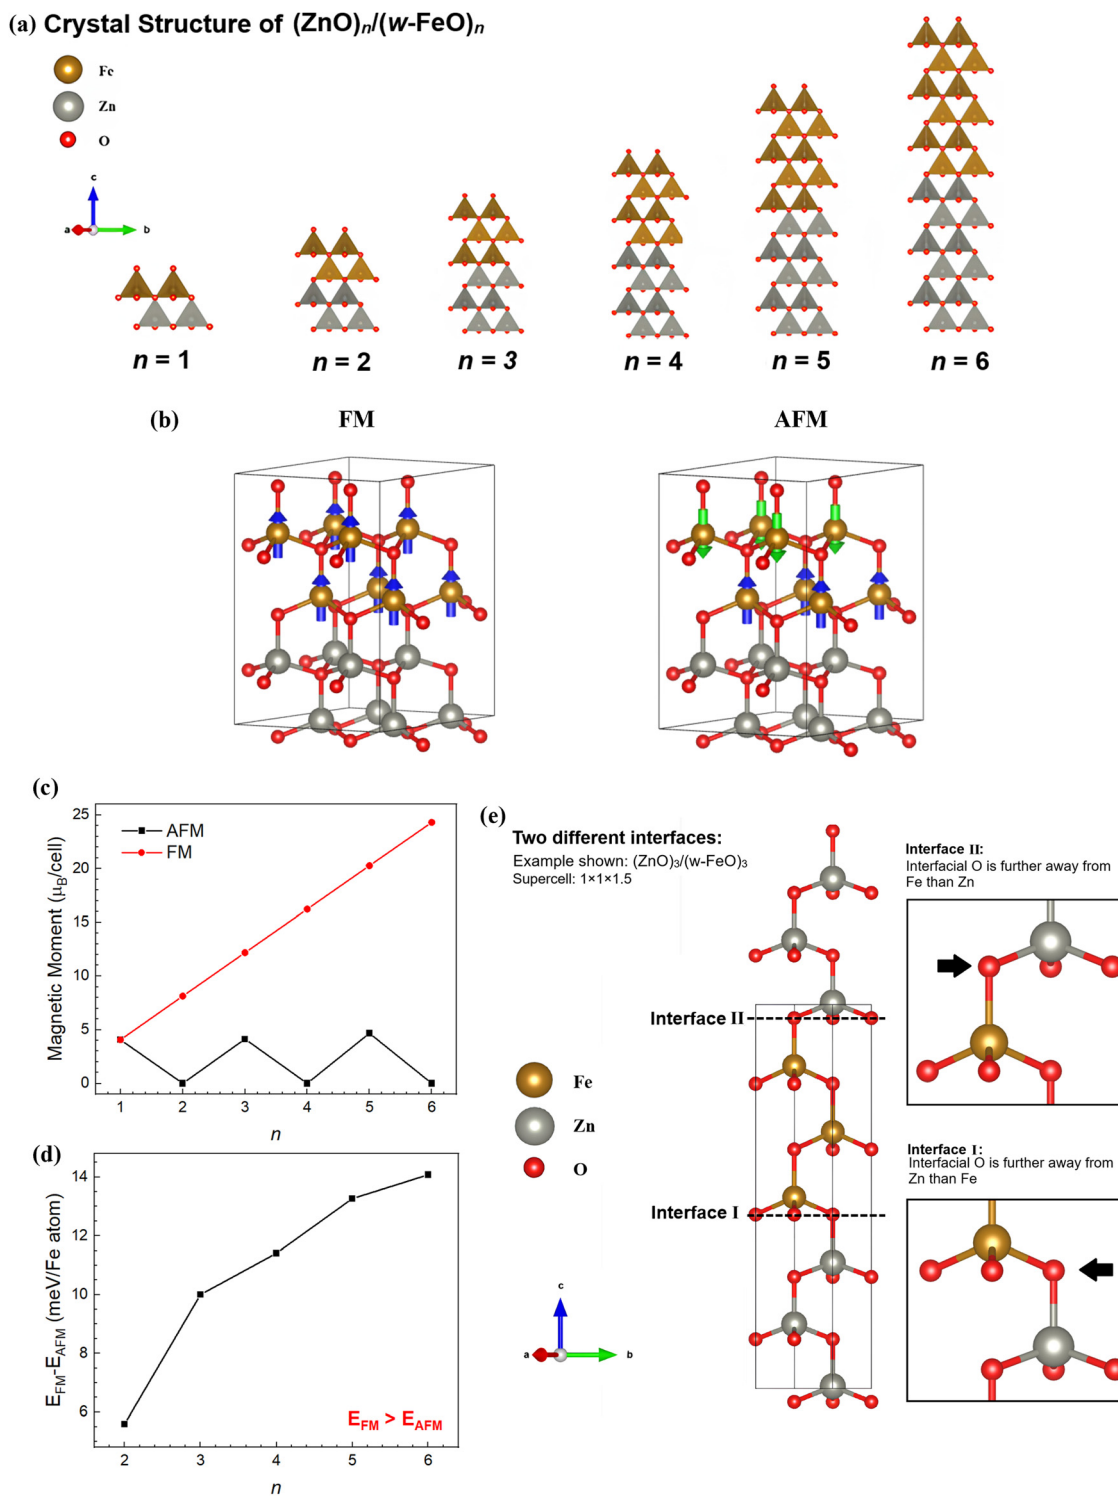 (a) Crystal Structure of (ZnO)n/(w-FeO)n
Fe
Zn
O
c
a
b
n = 1
n = 2
n = 3
n = 4
n = 5
n = 6
(b)
FM
AFM
(c)
Magnetic Moment (μB/cell)
25
20
15
10
5
0
AFM
FM
1 2 3 4 5 6
n
(d)
EFM-EAFM (meV/Fe atom)
14
12
10
8
6
EFM > EAFM
2 3 4 5 6
n
(e)
Two different interfaces:
Example shown: (ZnO)3/(w-FeO)3
Supercell: 1×1×1.5
Interface II
Interface I
Fe
Zn
O
c
a
b
Interface II:
Interfacial O is further away from
Fe than Zn
Interface I:
Interfacial O is further away from
Zn than Fe